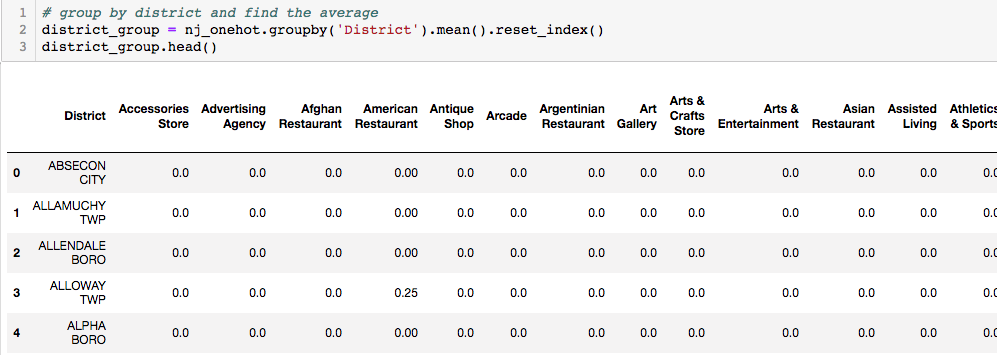 1 # group by district and find the average
2 district_group = nj_onehot.groupby('District').mean().reset_index()
3 district_group.head()
District Accessories Store Advertising Agency Afghan Restaurant American Restaurant Antique Shop Arcade Argentinian Restaurant Art Gallery Arts & Crafts Store Arts & Entertainment Asian Restaurant Assisted Living Athletics & Sports
0 ABSECON CITY 0.0 0.0 0.0 0.00 0.0 0.0 0.0 0.0 0.0 0.0 0.0 0.0 0.0
1 ALLAMUCHY TWP 0.0 0.0 0.0 0.00 0.0 0.0 0.0 0.0 0.0 0.0 0.0 0.0 0.0
2 ALLENDALE BORO 0.0 0.0 0.0 0.00 0.0 0.0 0.0 0.0 0.0 0.0 0.0 0.0 0.0
3 ALLOWAY TWP 0.0 0.0 0.0 0.25 0.0 0.0 0.0 0.0 0.0 0.0 0.0 0.0 0.0
4 ALPHA BORO 0.0 0.0 0.0 0.00 0.0 0.0 0.0 0.0 0.0 0.0 0.0 0.0 0.0